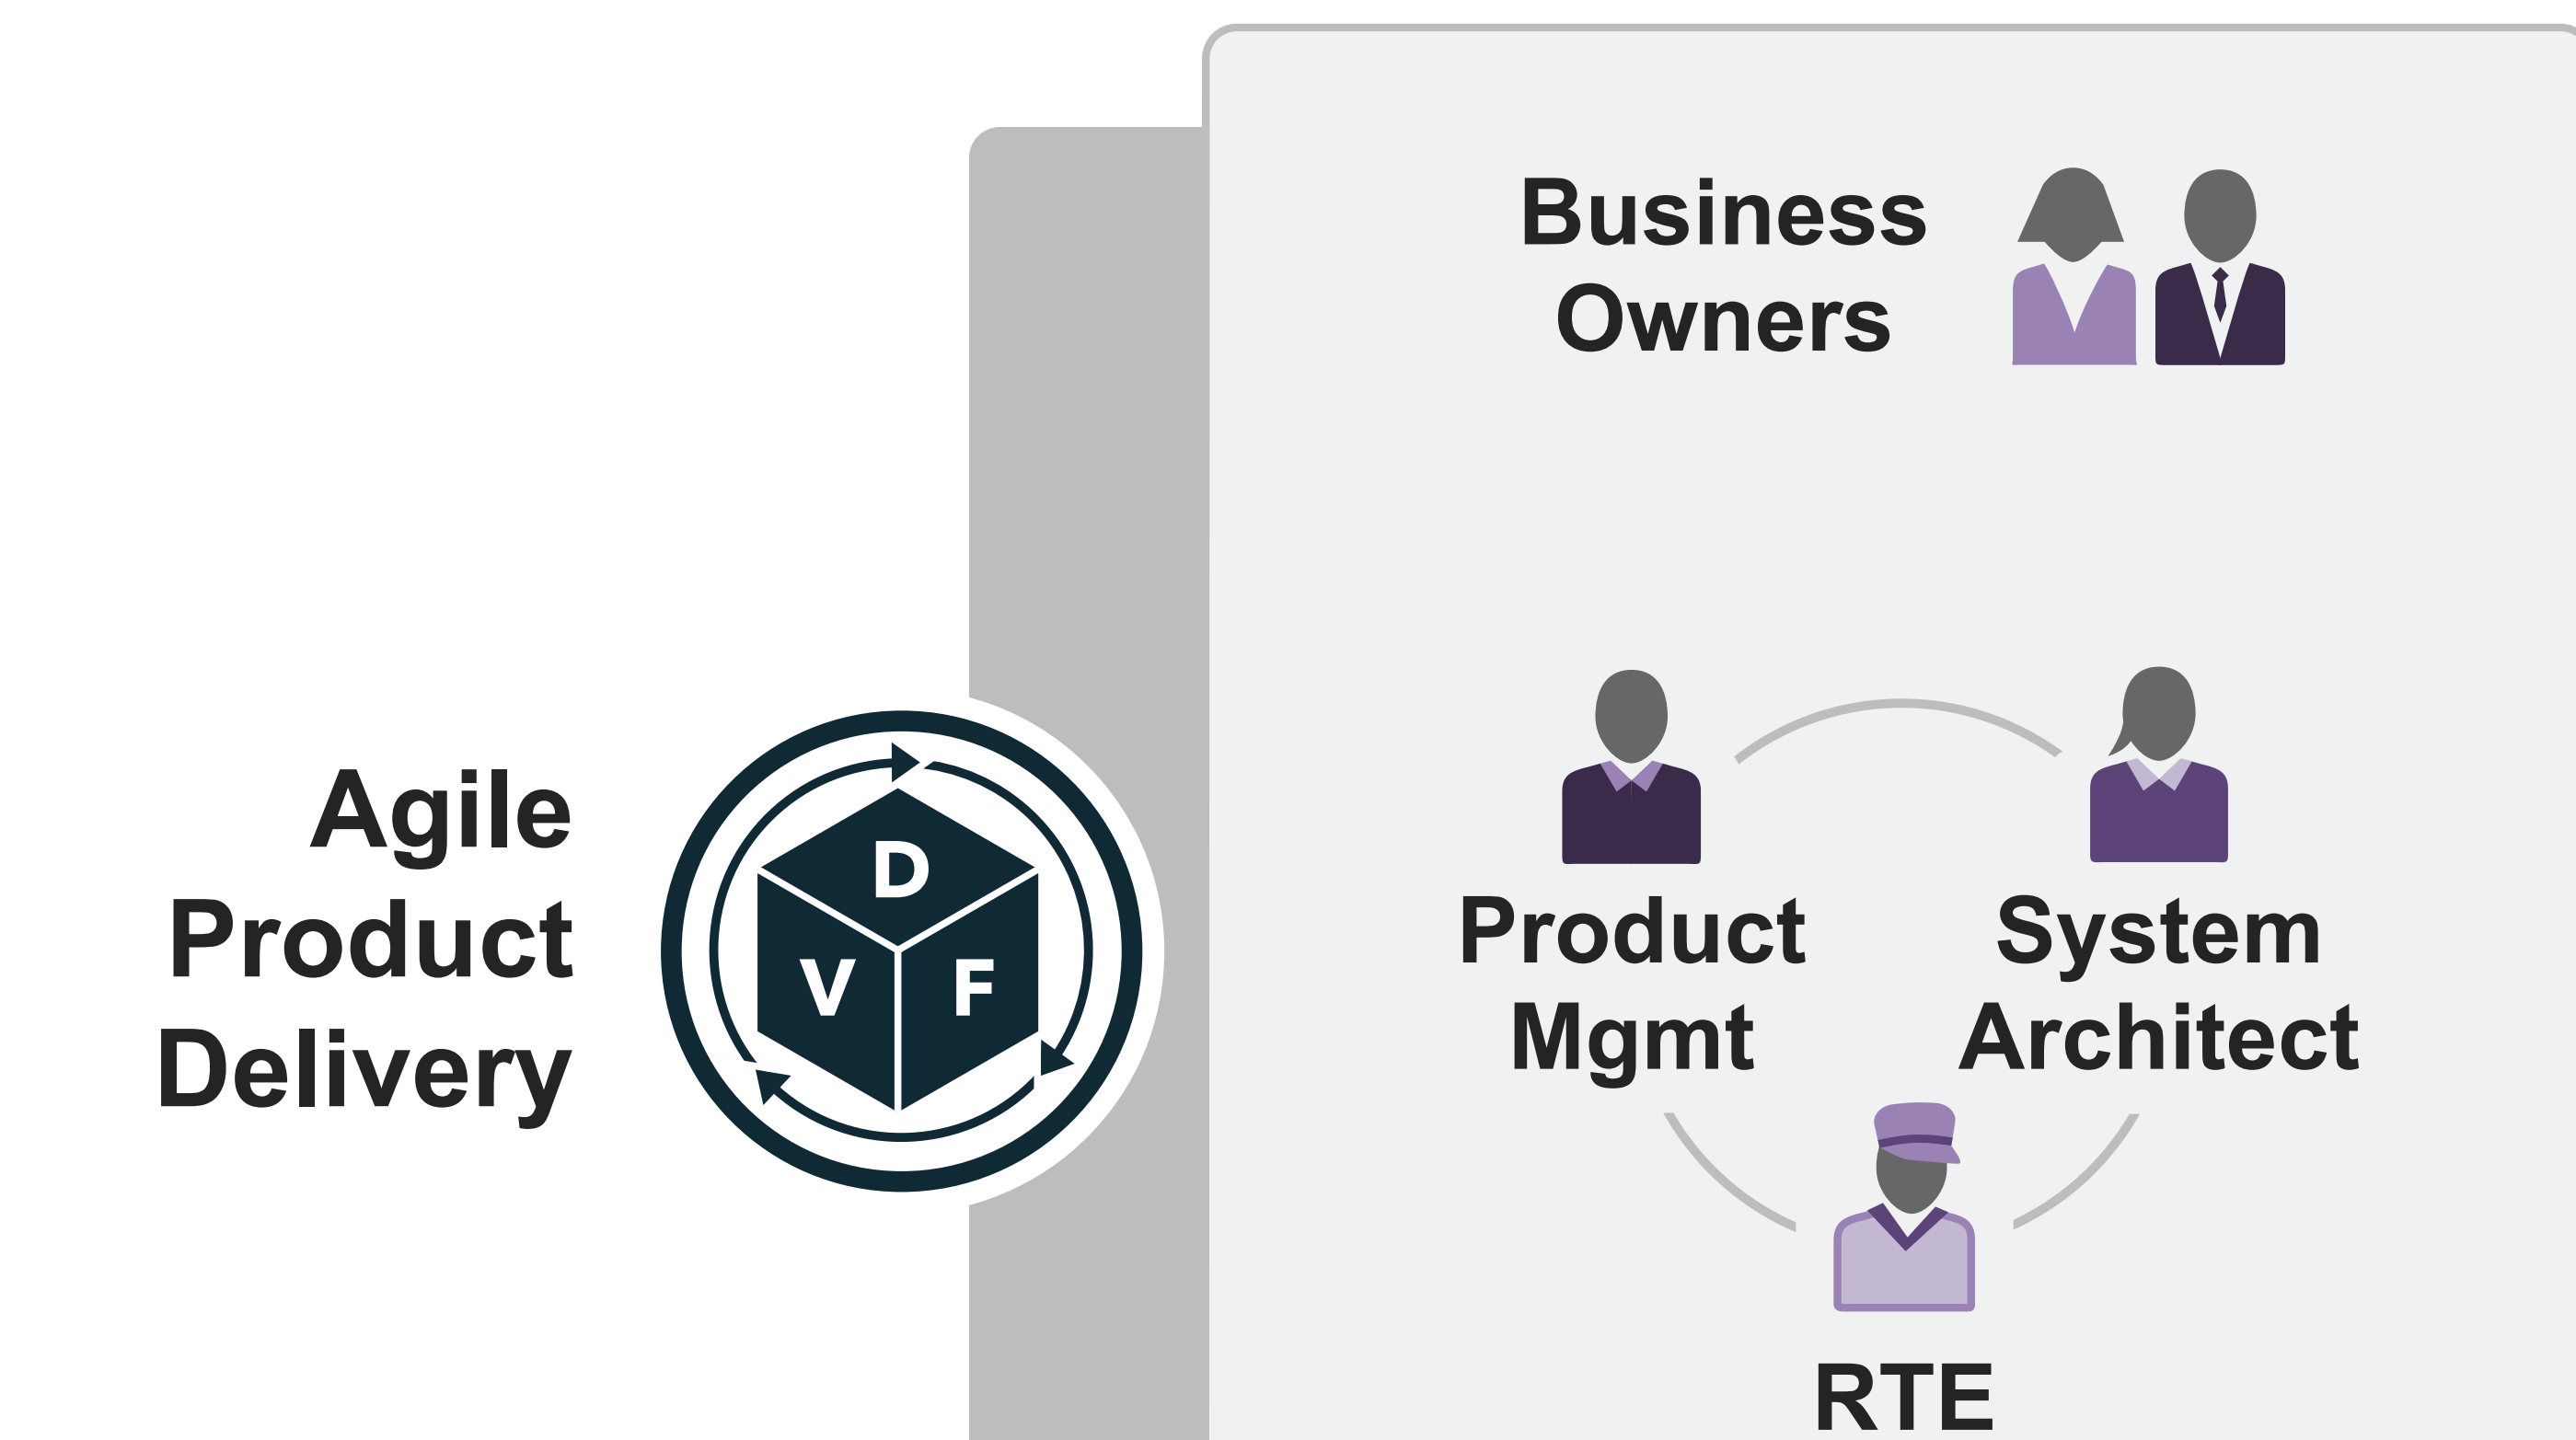 Agile
Product
Delivery
D
V F
Business
Owners
Product
Mgmt
System
Architect
RTE